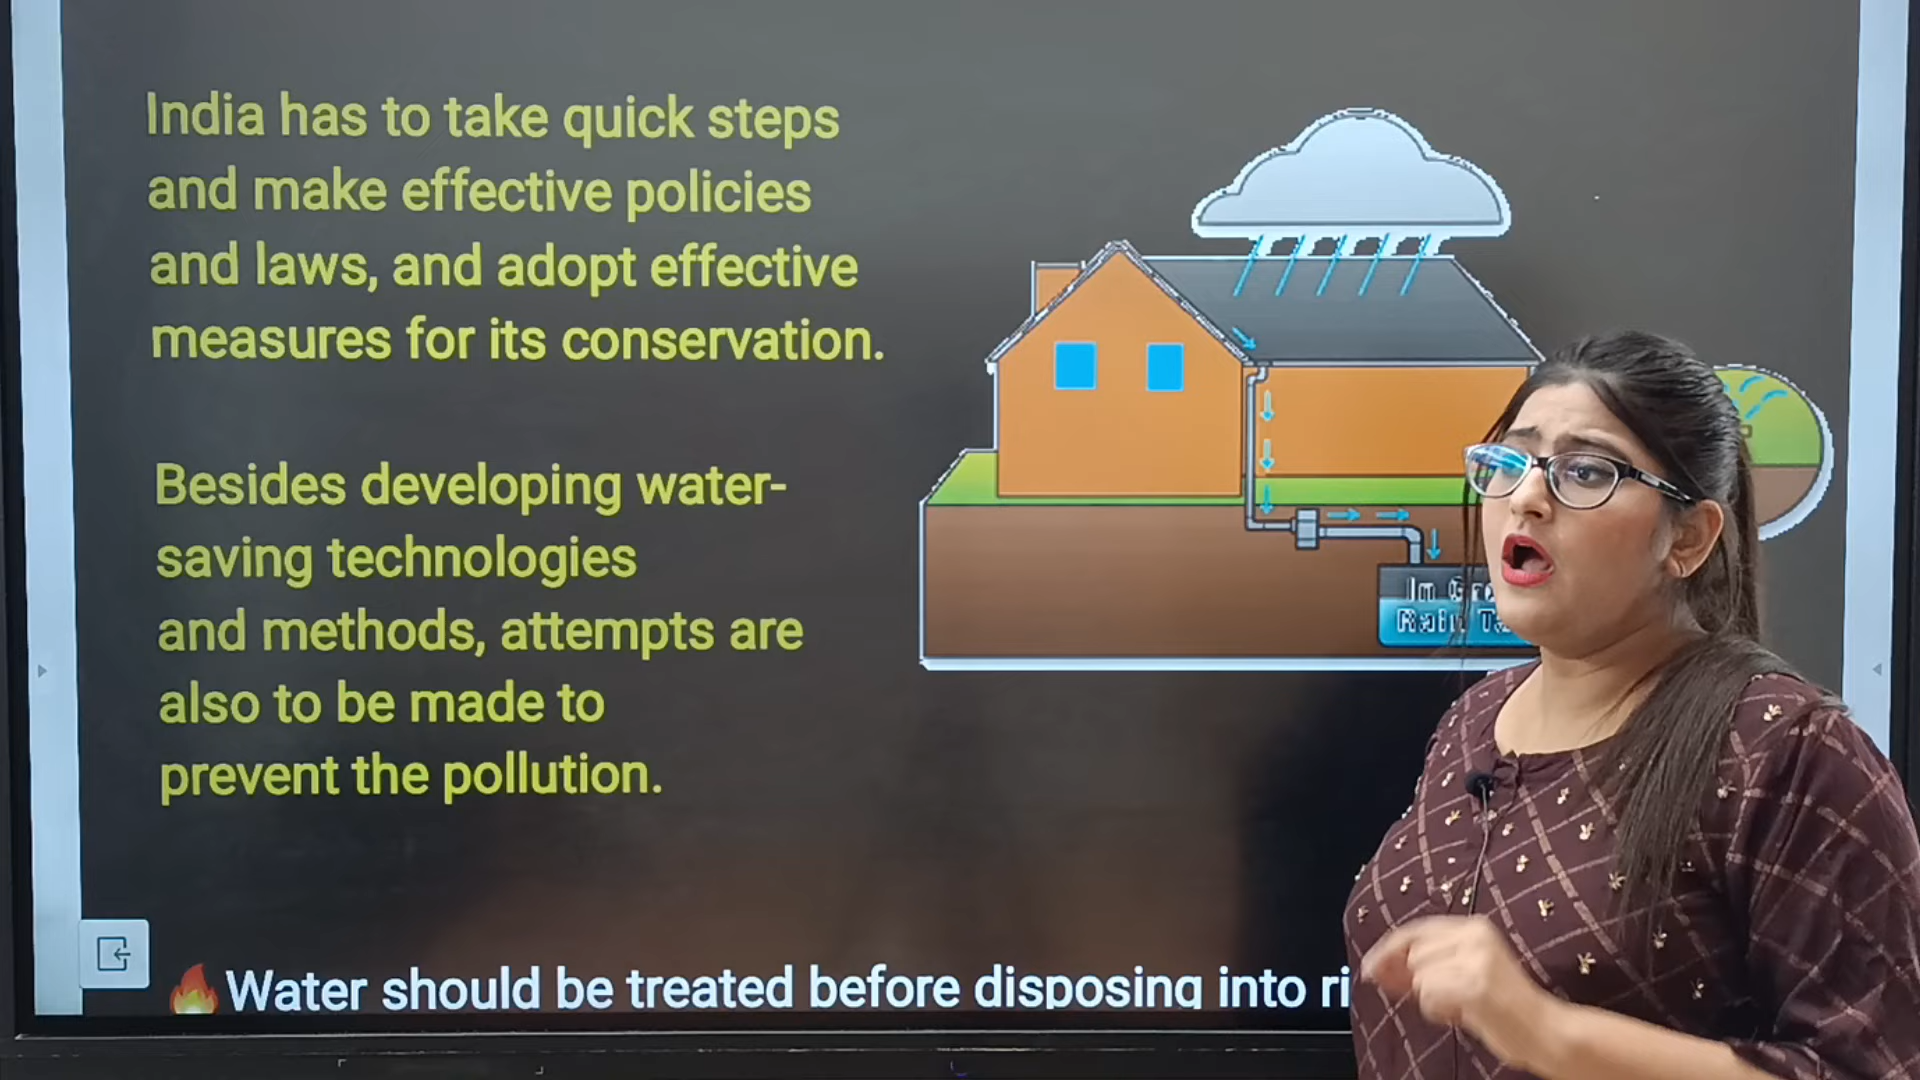 India has to take quick steps
and make effective policies
and laws, and adopt effective
measures for its conservation.
Besides developing water-
saving technologies
and methods, attempts are
also to be made to
prevent the pollution.
In
Rain
Water should be treated before disposing into